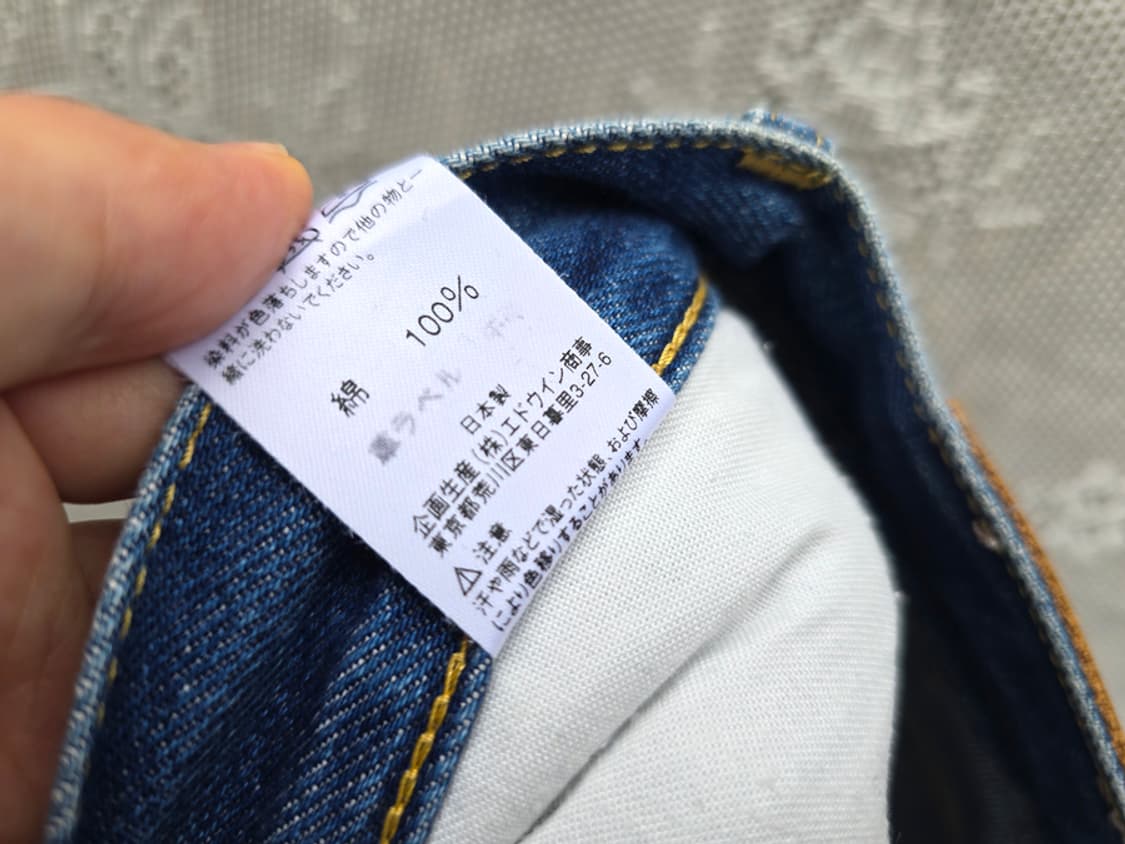 染料が色落ちしますので他の物と一
緒に洗わないでください。
綿 100%
革ラベル
日本製
企画生産(株)エドウイン商事
東京都荒川区東日暮里3-27-6
⚠注意
汗や雨などで湿った状態、および摩擦
により色移りすることがあります。